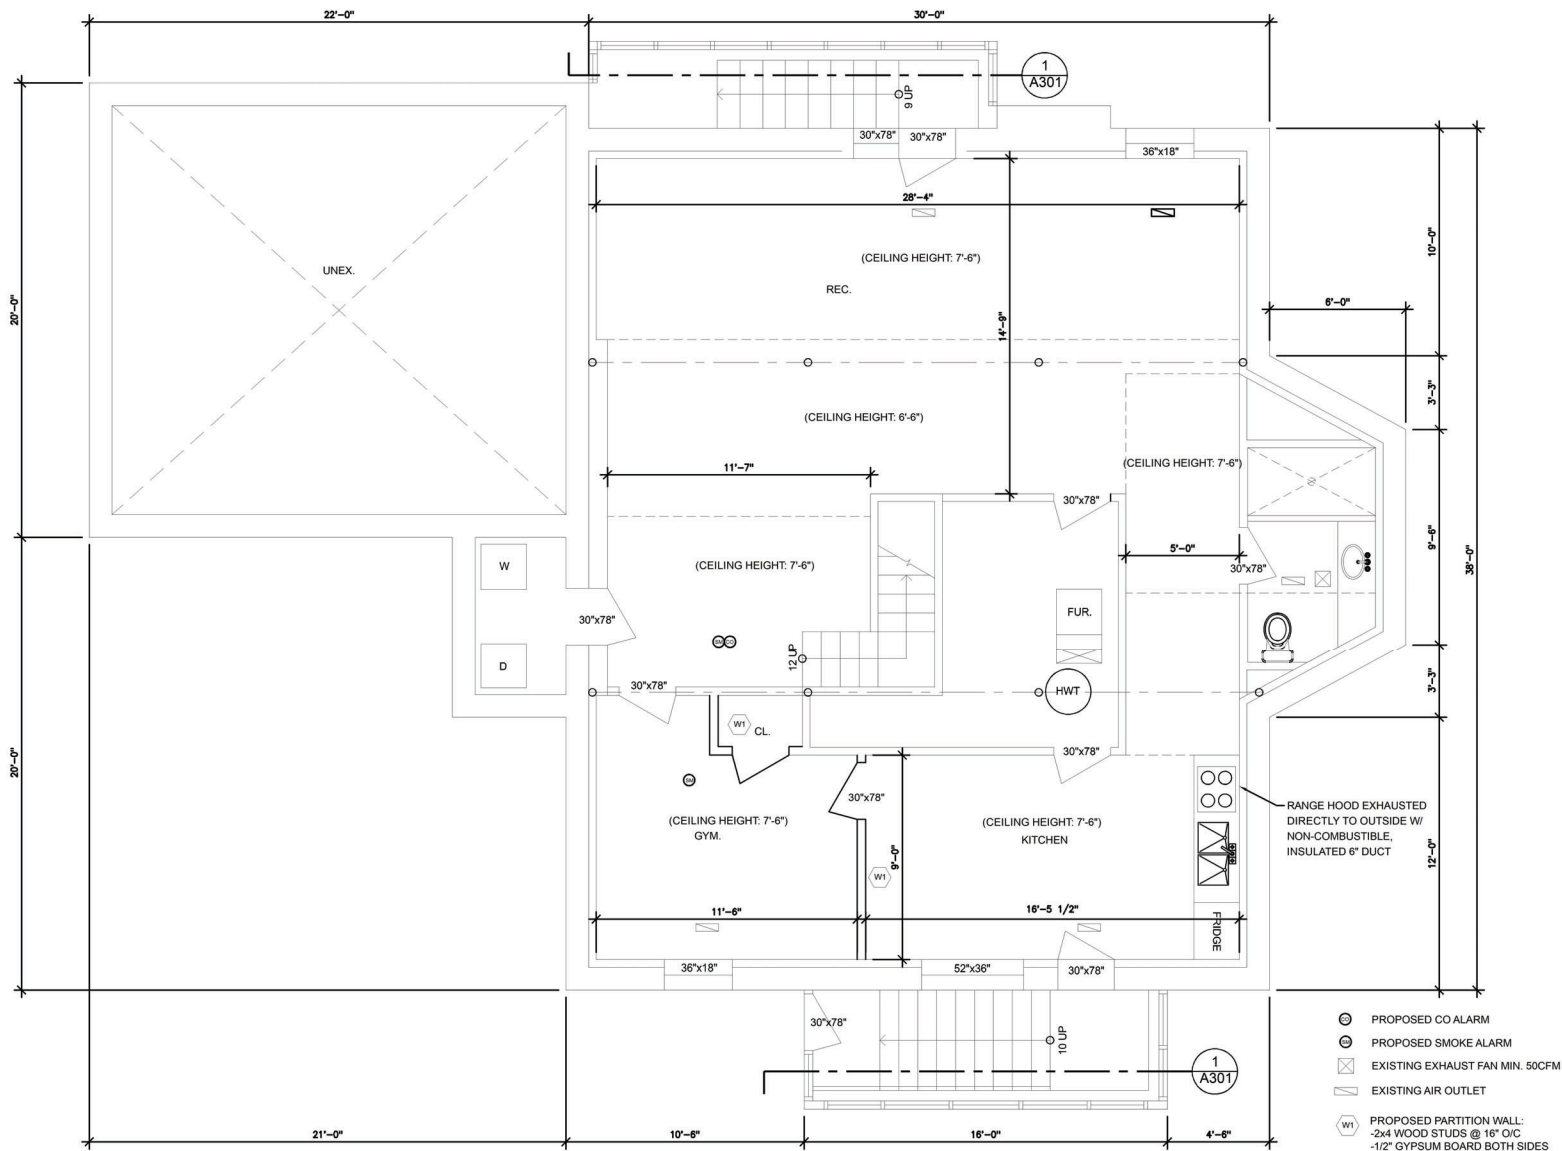 22'-0"
30'-0"
1
A301
9 UP
30"x78"
30"x78"
36"x18"
28'-4"
(CEILING HEIGHT: 7'-6")
UNEX.
REC.
10'-0"
20'-0"
6'-0"
14'-9"
3'-3"
(CEILING HEIGHT: 6'-6")
11'-7"
(CEILING HEIGHT: 7'-6")
30"x78"
9'-6"
38'-0"
5'-0"
W
(CEILING HEIGHT: 7'-6")
30"x78"
30"x78"
FUR.
SM
CO
12 UP
D
30"x78"
HWT
3'-3"
W1
CL.
20'-0"
30"x78"
SM
30"x78"
RANGE HOOD EXHAUSTED
DIRECTLY TO OUTSIDE W/
NON-COMBUSTIBLE,
INSULATED 6" DUCT
(CEILING HEIGHT: 7'-6")
GYM.
(CEILING HEIGHT: 7'-6")
KITCHEN
9'-0"
12'-0"
W1
11'-6"
16'-5 1/2"
FRIDGE
36"x18"
52"x36"
30"x78"
30"x78"
10 UP
1
A301
CO PROPOSED CO ALARM
SM PROPOSED SMOKE ALARM
EXISTING EXHAUST FAN MIN. 50CFM
EXISTING AIR OUTLET
W1 PROPOSED PARTITION WALL:
-2x4 WOOD STUDS @ 16" O/C
-1/2" GYPSUM BOARD BOTH SIDES
21'-0"
10'-6"
16'-0"
4'-6"